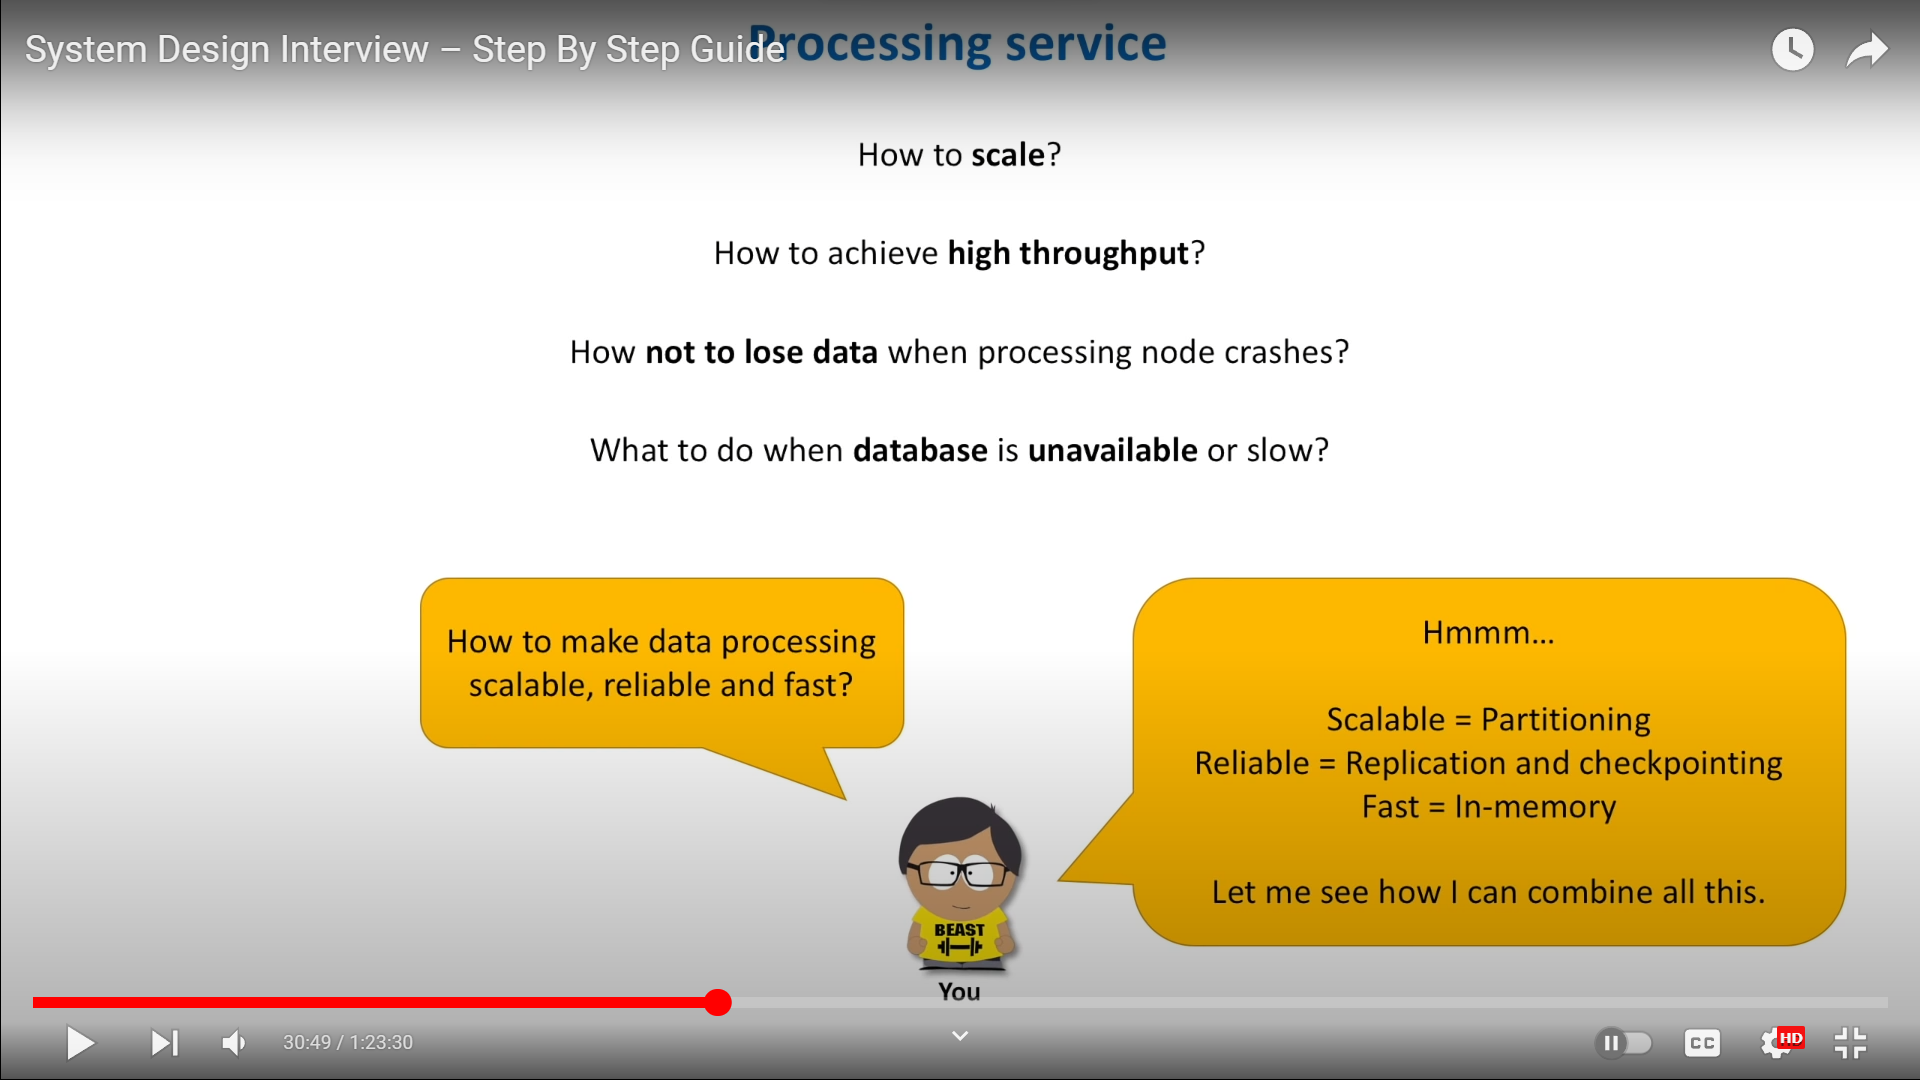 System Design Interview – Step By Step Guide
Processing service
How to scale?
How to achieve high throughput?
How not to lose data when processing node crashes?
What to do when database is unavailable or slow?
How to make data processing
scalable, reliable and fast?
Hmmm...
Scalable = Partitioning
Reliable = Replication and checkpointing
Fast = In-memory
Let me see how I can combine all this.
BEAST
You
30:49 / 1:23:30
CC
HD